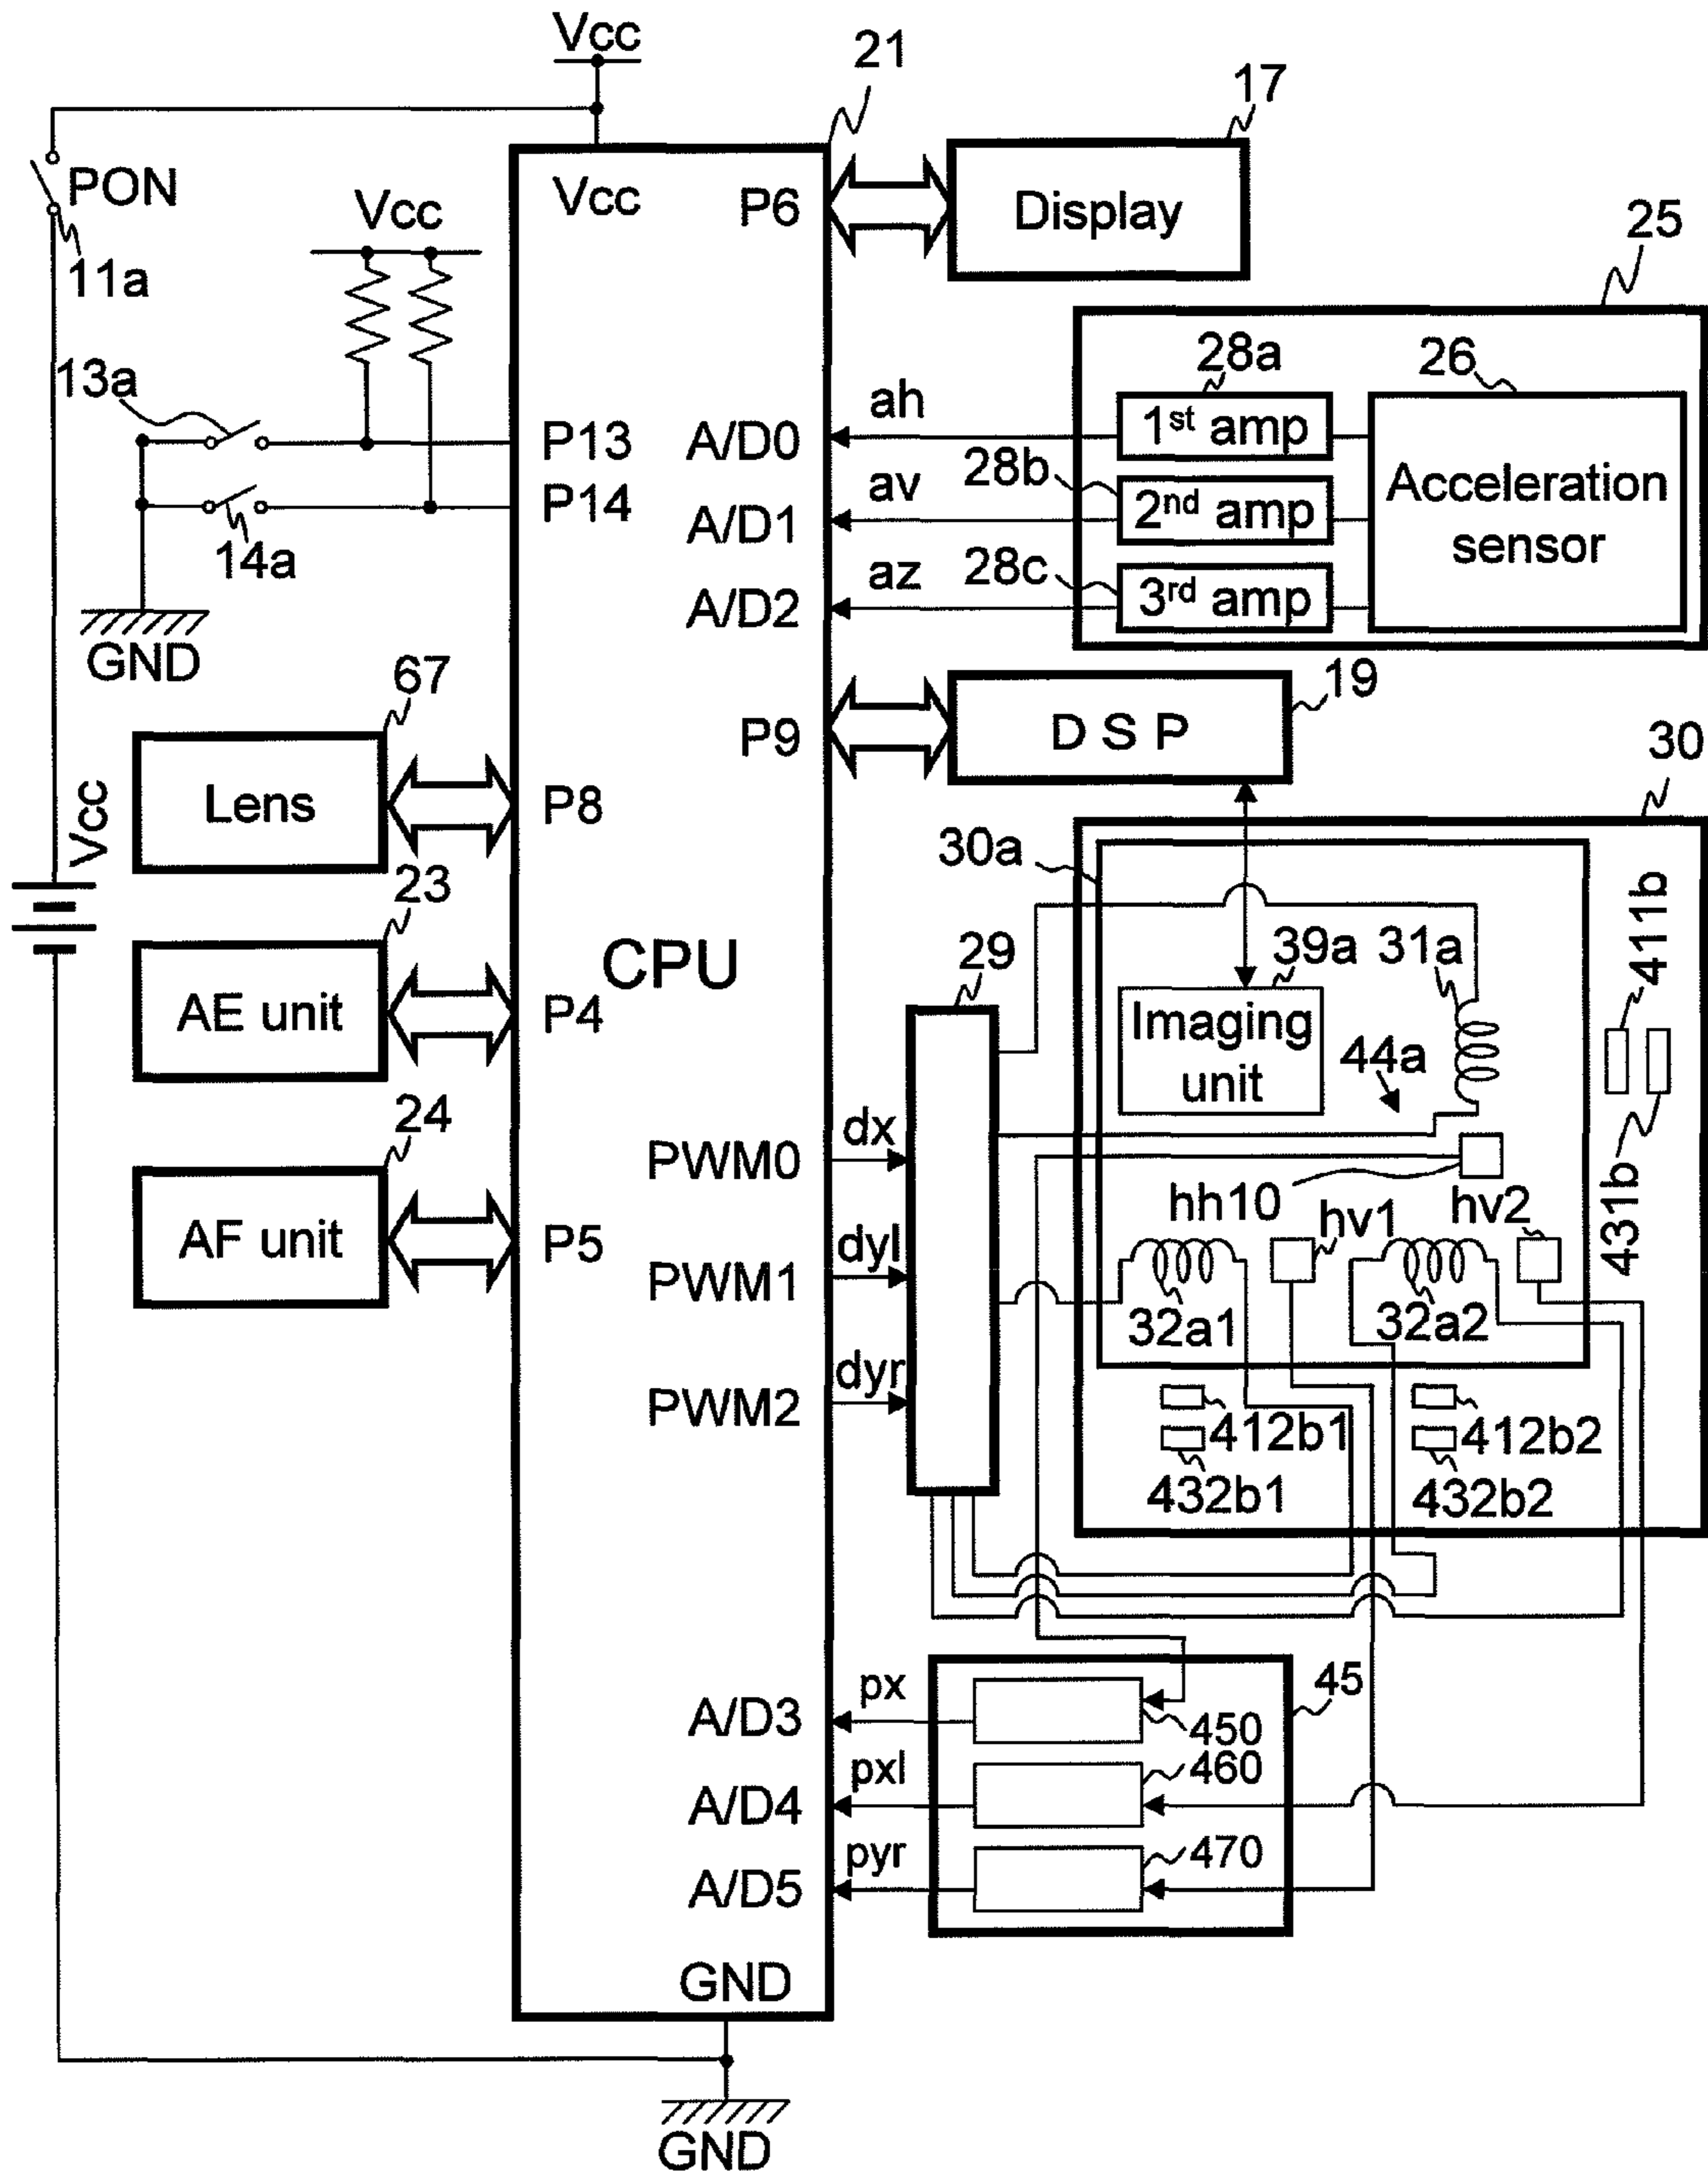 Vcc
21
17
PON
Vcc
Vcc
P6
Display
11a
25
13a
28a
26
ah
1st amp
P13
A/D0
28b
av
2nd amp
Acceleration
sensor
P14
A/D1
14a
az
28c
3rd amp
A/D2
GND
67
19
P9
D S P
30
Lens
P8
Vcc
30a
23
411b
29
39a
31a
CPU
AE unit
P4
Imaging
unit
44a
24
dx
PWM0
hh10
hv1
hv2
431b
AF unit
P5
dyl
PWM1
32a1
32a2
dyr
PWM2
412b1
412b2
432b1
432b2
px
45
A/D3
450
pxl
460
A/D4
pyr
470
A/D5
GND
GND